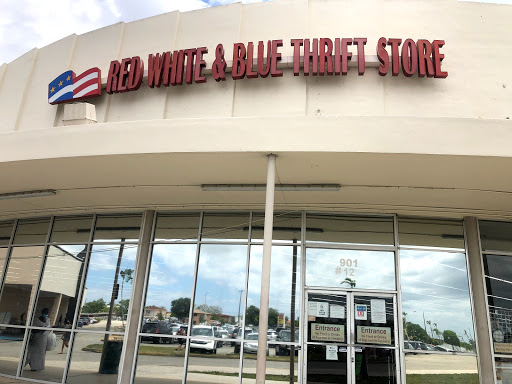 RED WHITE & BLUE THRIFT STORE
901
#12
Entrance
Entrance